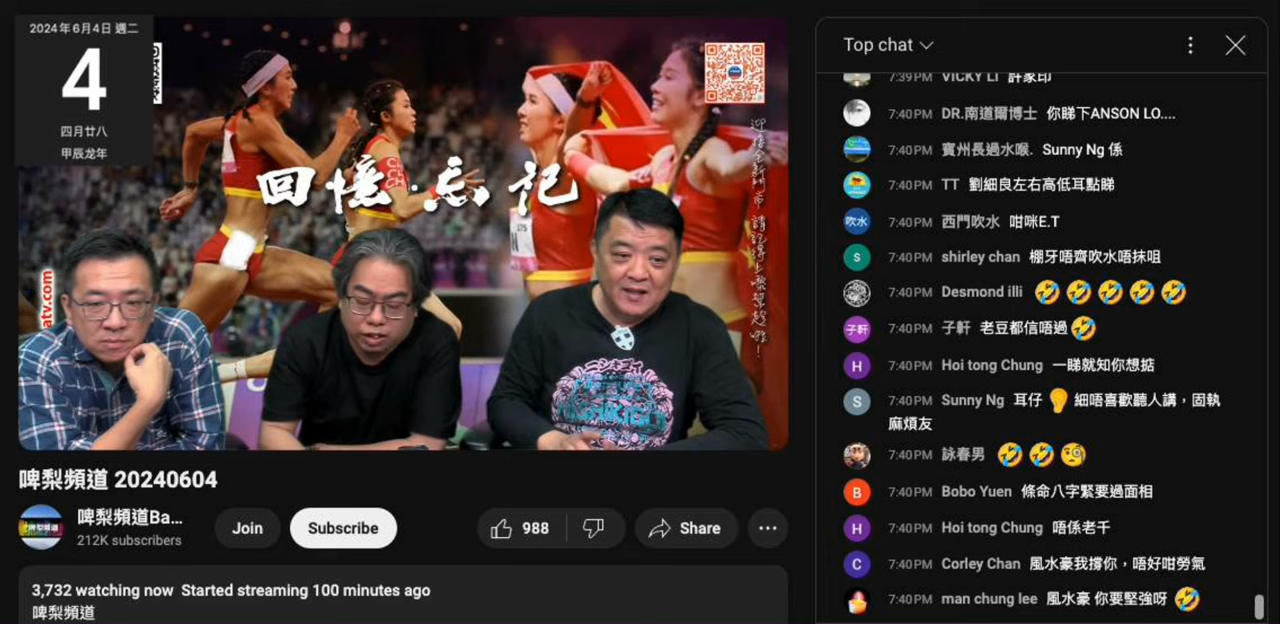 2024年6月4日 週二
4
四月廿八
甲辰龙年
回憶·忘記
atv.com
175
啤梨頻道 20240604
啤梨頻道Ba...
212K subscribers
Join
Subscribe
988
Share
3,732 watching now Started streaming 100 minutes ago
啤梨頻道
Top chat
7:39PM VICKY LI 許家印
7:40PM DR.南道麗博士 你睇下ANSON LO....
7:40PM 賓州長過水喉. Sunny Ng 係
7:40PM TT 劉細良左右高低耳點睇
吹水
7:40PM 西門吹水 咁咪E.T
S
7:40PM shirley chan 棚牙唔齊吹水唔抹咀
7:40PM Desmond illi 🤣🤣🤣🤣🤣
子軒
7:40PM 子軒 老豆都信唔過🤣
H
7:40PM Hoi tong Chung 一睇就知你想掂
S
7:40PM Sunny Ng 耳仔👂細唔喜歡聽人講，固執
麻煩友
7:40PM 詠春男 🤣🤣🧐
B
7:40PM Bobo Yuen 條命八字緊要過面相
H
7:40PM Hoi tong Chung 唔係老千
C
7:40PM Corley Chan 風水豪我撐你，唔好咁勞氣
7:40PM man chung lee 風水豪 你要堅強呀 🤣